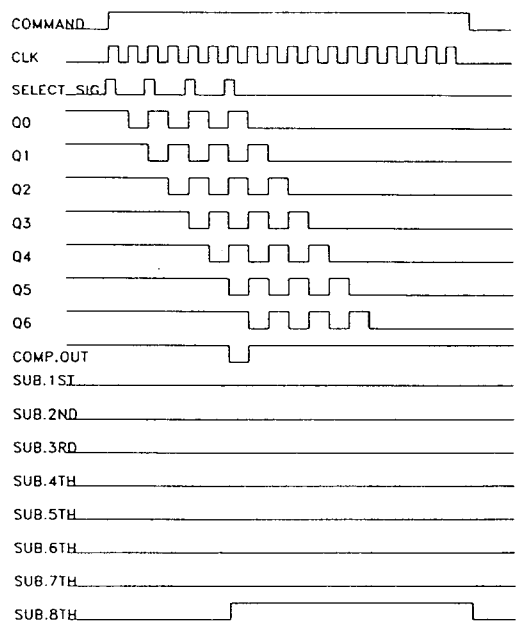 COMMAND
CLK
SELECT_SIG.
Q0
Q1
Q2
Q3
Q4
Q5
Q6
COMP.OUT
SUB.1ST
SUB.2ND
SUB.3RD
SUB.4TH
SUB.5TH
SUB.6TH
SUB.7TH
SUB.8TH